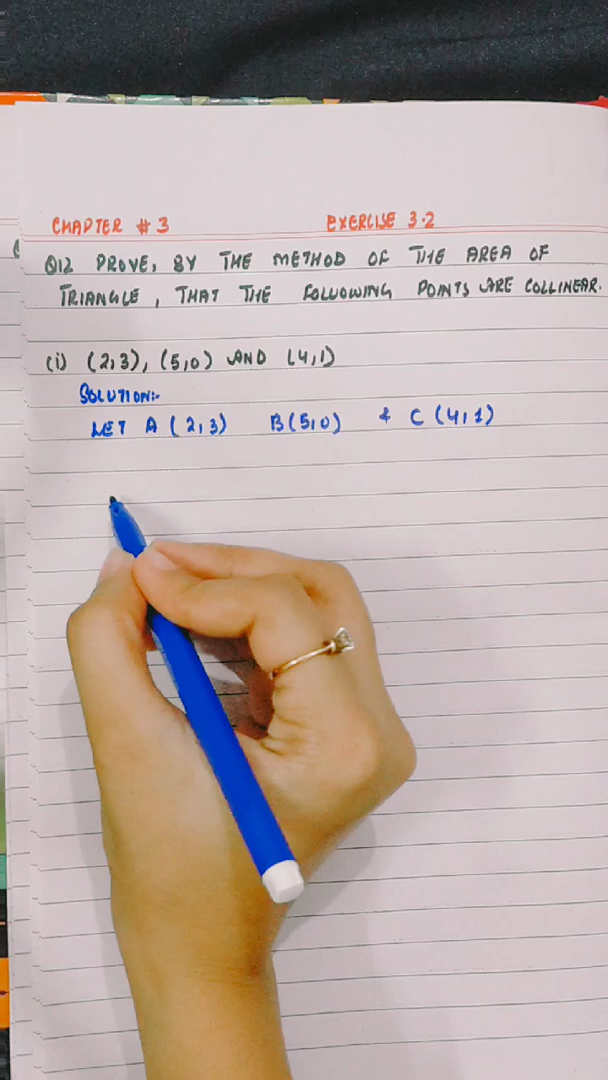 CHAPTER # 3 EXERCISE 3.2
Q12 PROVE, BY THE METHOD OF THE AREA OF
TRIANGLE, THAT THE FOLLOWING POINTS ARE COLLINEAR.
(i) (2,3), (5,0) AND (4,1)
SOLUTION:-
LET A (2,3) B(5,0) & C (4,1)